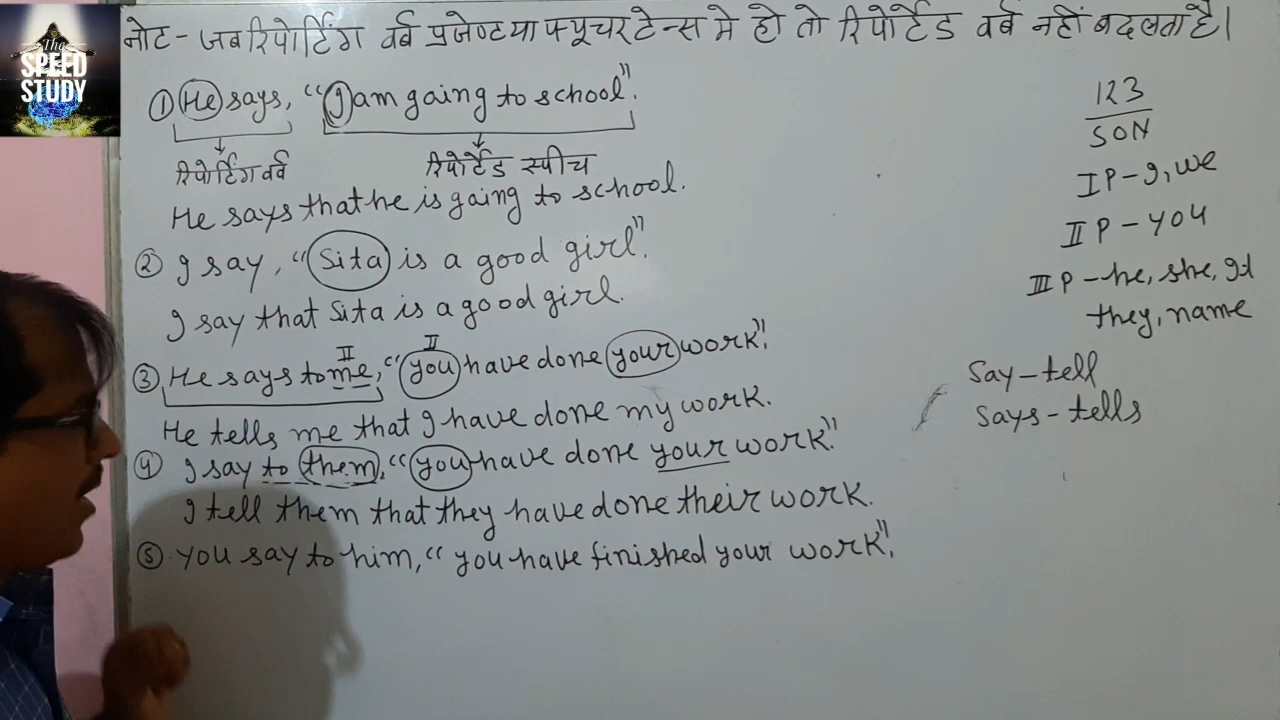 The
SPEED
STUDY
नोट - जब रिपोर्टिंग वर्ब प्रजेण्ट या फ्यूचर टेन्स मे हो तो रिपोर्टेड वर्ब नहीं बदलता है।
① He says, “I am gaing to school”.
रिपोर्टिंग वर्ब
रिपोर्टेड स्पीच
He says that he is gaing to school.
② I say, “Sita is a good girl”.
I say that Sita is a good girl.
II II
③ He says to me, “you have done your work”.
He tells me that I have done my work.
④ I say to them, “you have done your work”.
I tell them that they have done their work.
⑤ you say to him, “you have finished your work”.
123
SON
I P - I, we
II P - you
III P - he, she, It
they, name
Say - tell
Says - tells